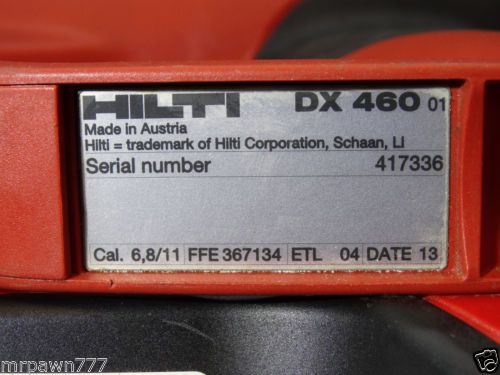 HILTI DX 460 01
Made in Austria
Hilti = trademark of Hilti Corporation, Schaan, LI
Serial number 417336
Cal. 6,8/11 FFE 367134 ETL 04 DATE 13
mrpawn777